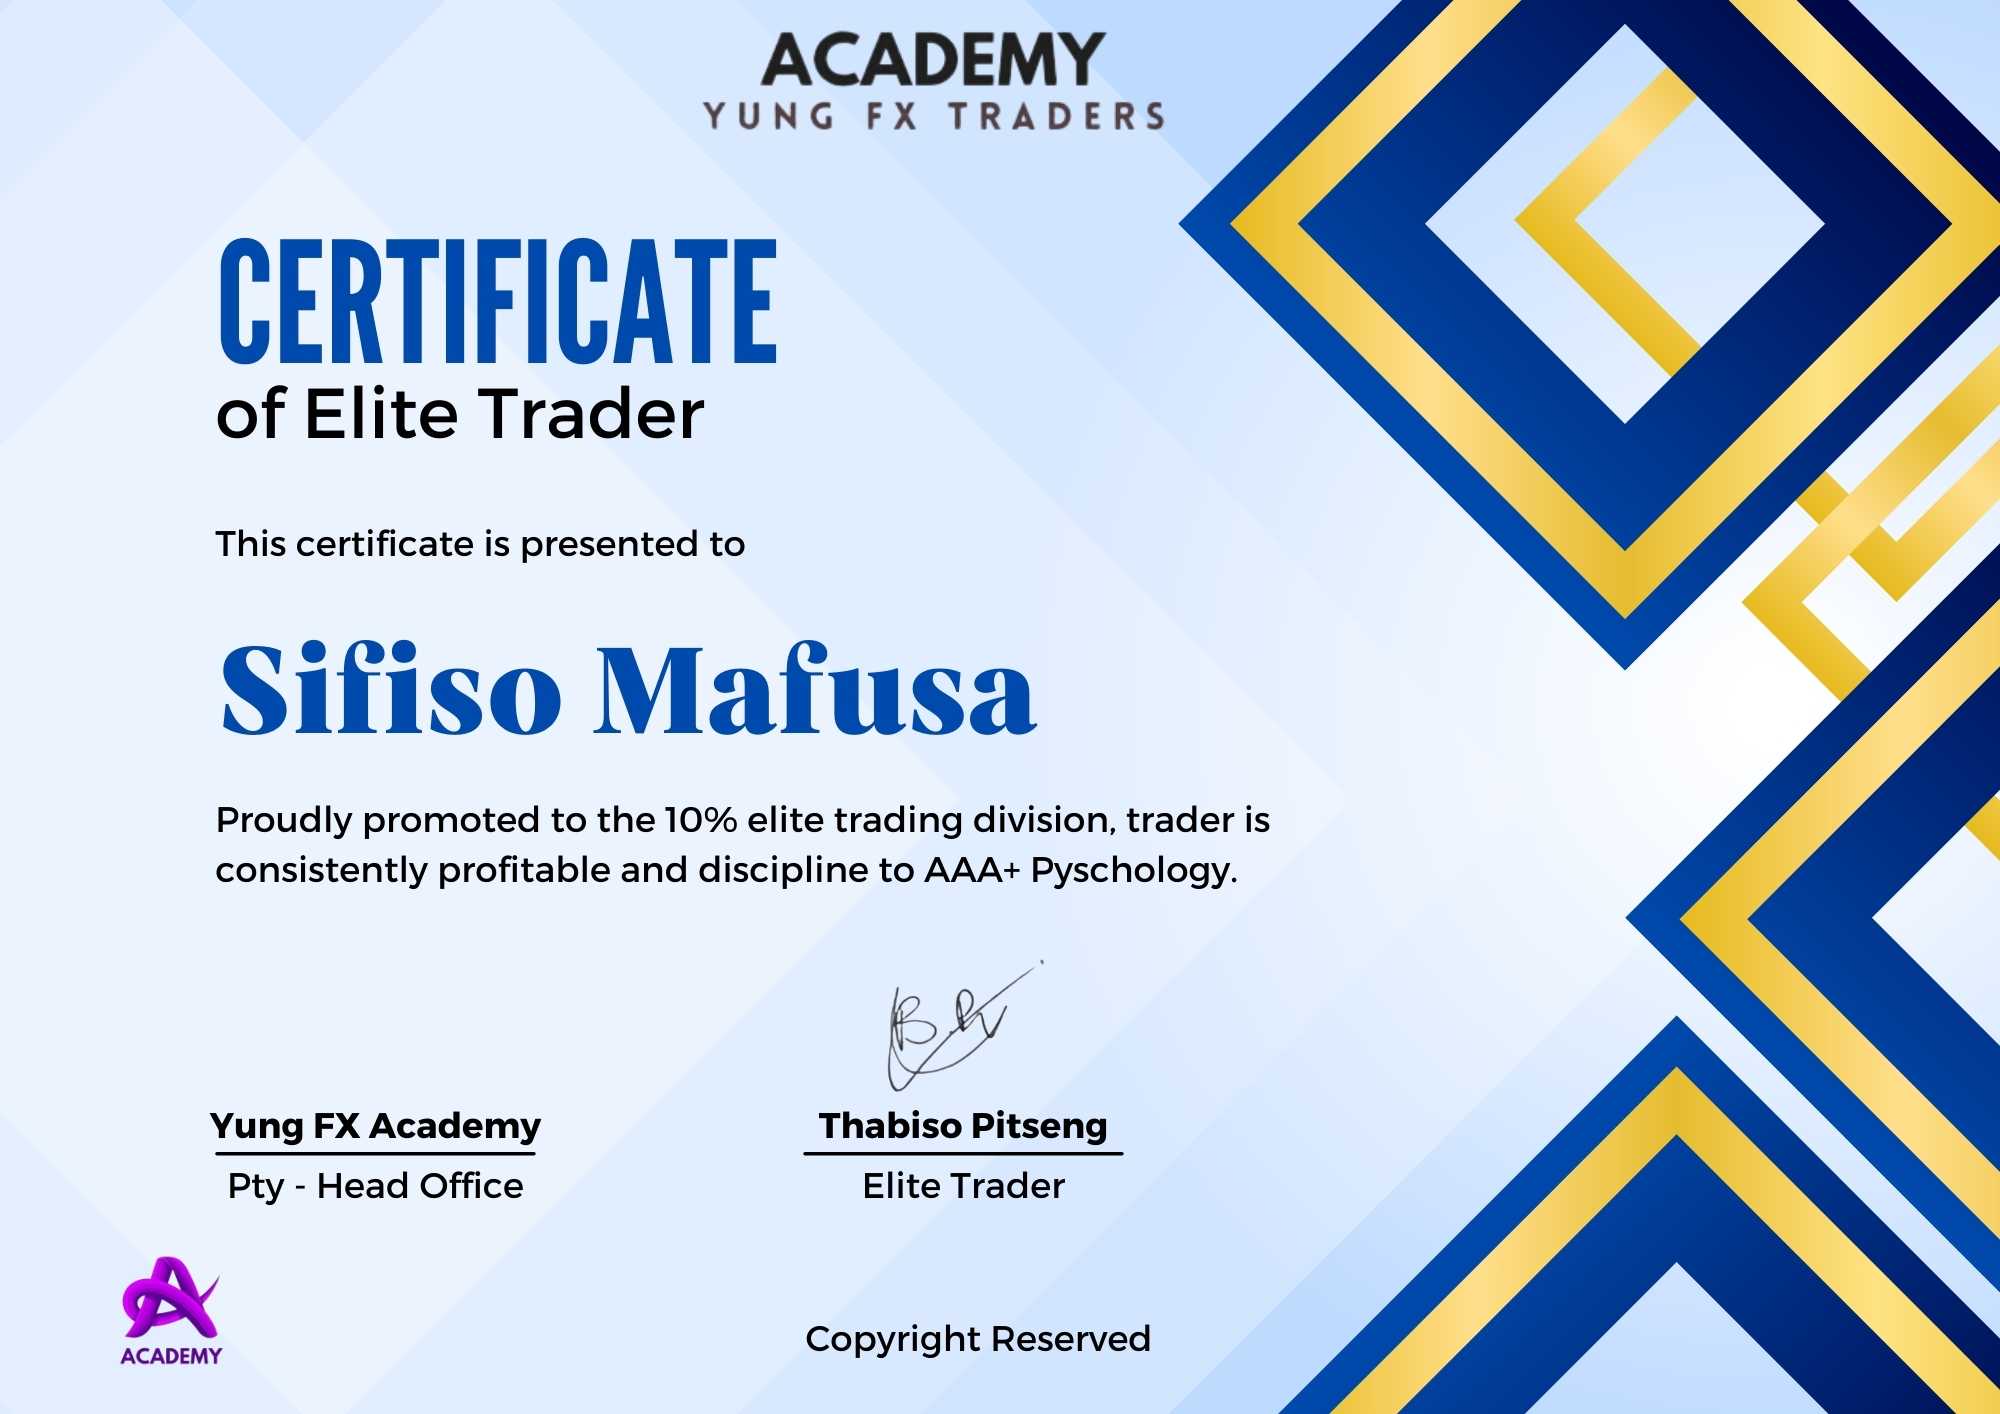 ACADEMY
YUNG FX TRADERS
CERTIFICATE
of Elite Trader
This certificate is presented to
Sifiso Mafusa
Proudly promoted to the 10% elite trading division, trader is
consistently profitable and discipline to AAA+ Pyschology.
Yung FX Academy
Pty - Head Office
Thabiso Pitseng
Elite Trader
ACADEMY
Copyright Reserved